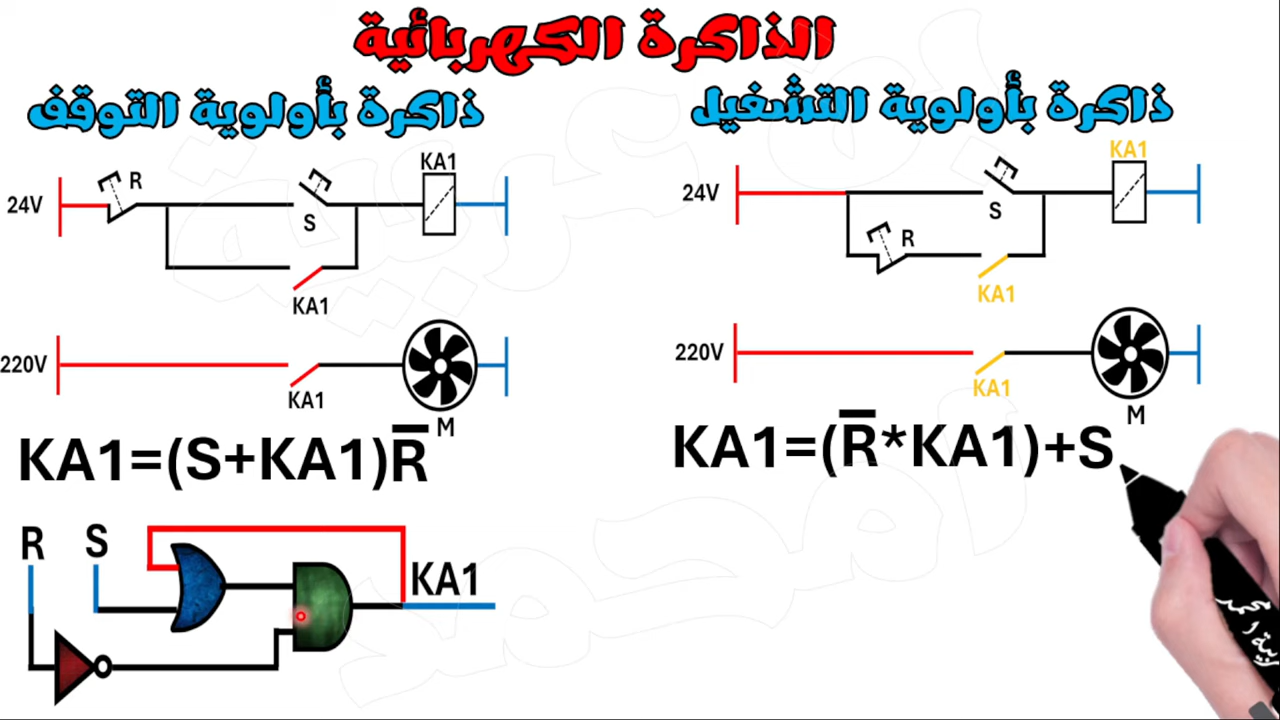 الذاكرة الكهربائية
ذاكرة بأولوية التشغيل
ذاكرة بأولوية التوقف
24V
R
S
KA1
KA1
220V
KA1
M
KA1=(S+KA1)R̅
R
S
KA1
24V
S
KA1
R
KA1
220V
KA1
M
KA1=(R̅*KA1)+S